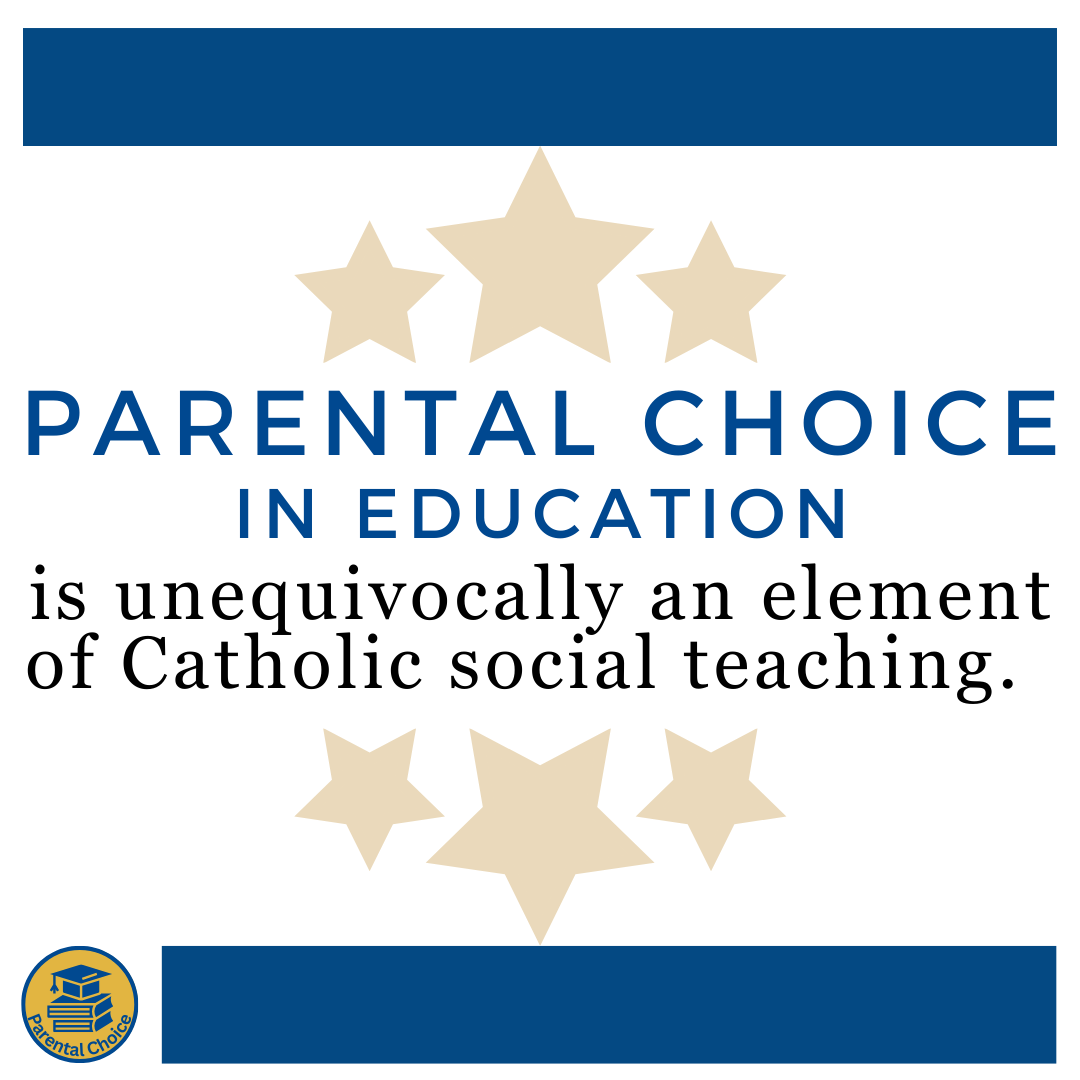 PARENTAL CHOICE
IN EDUCATION
is unequivocally an element
of Catholic social teaching.
Parental Choice